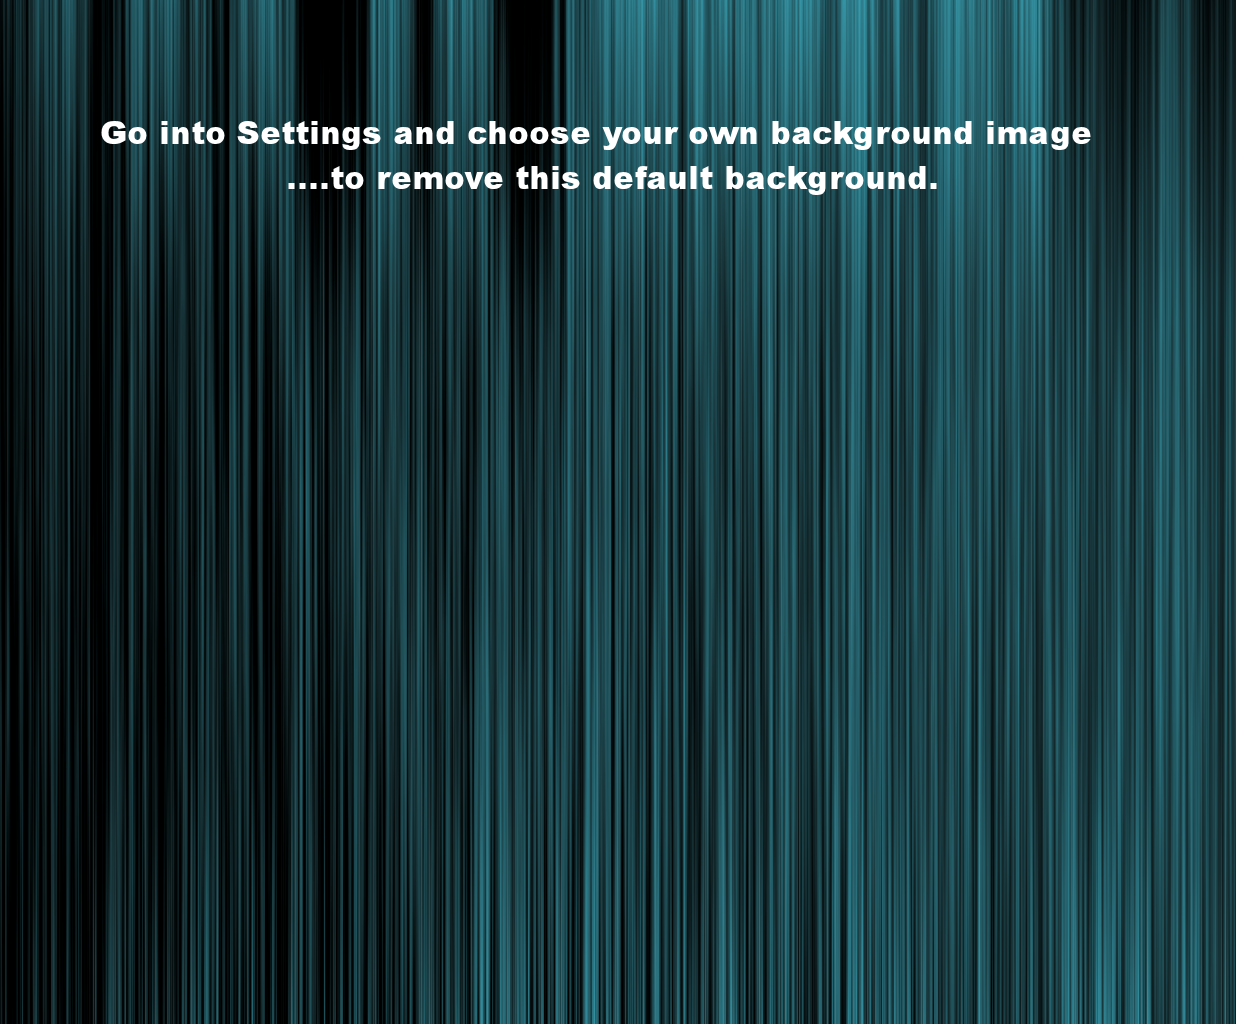 Go into Settings and choose your own background image
....to remove this default background.